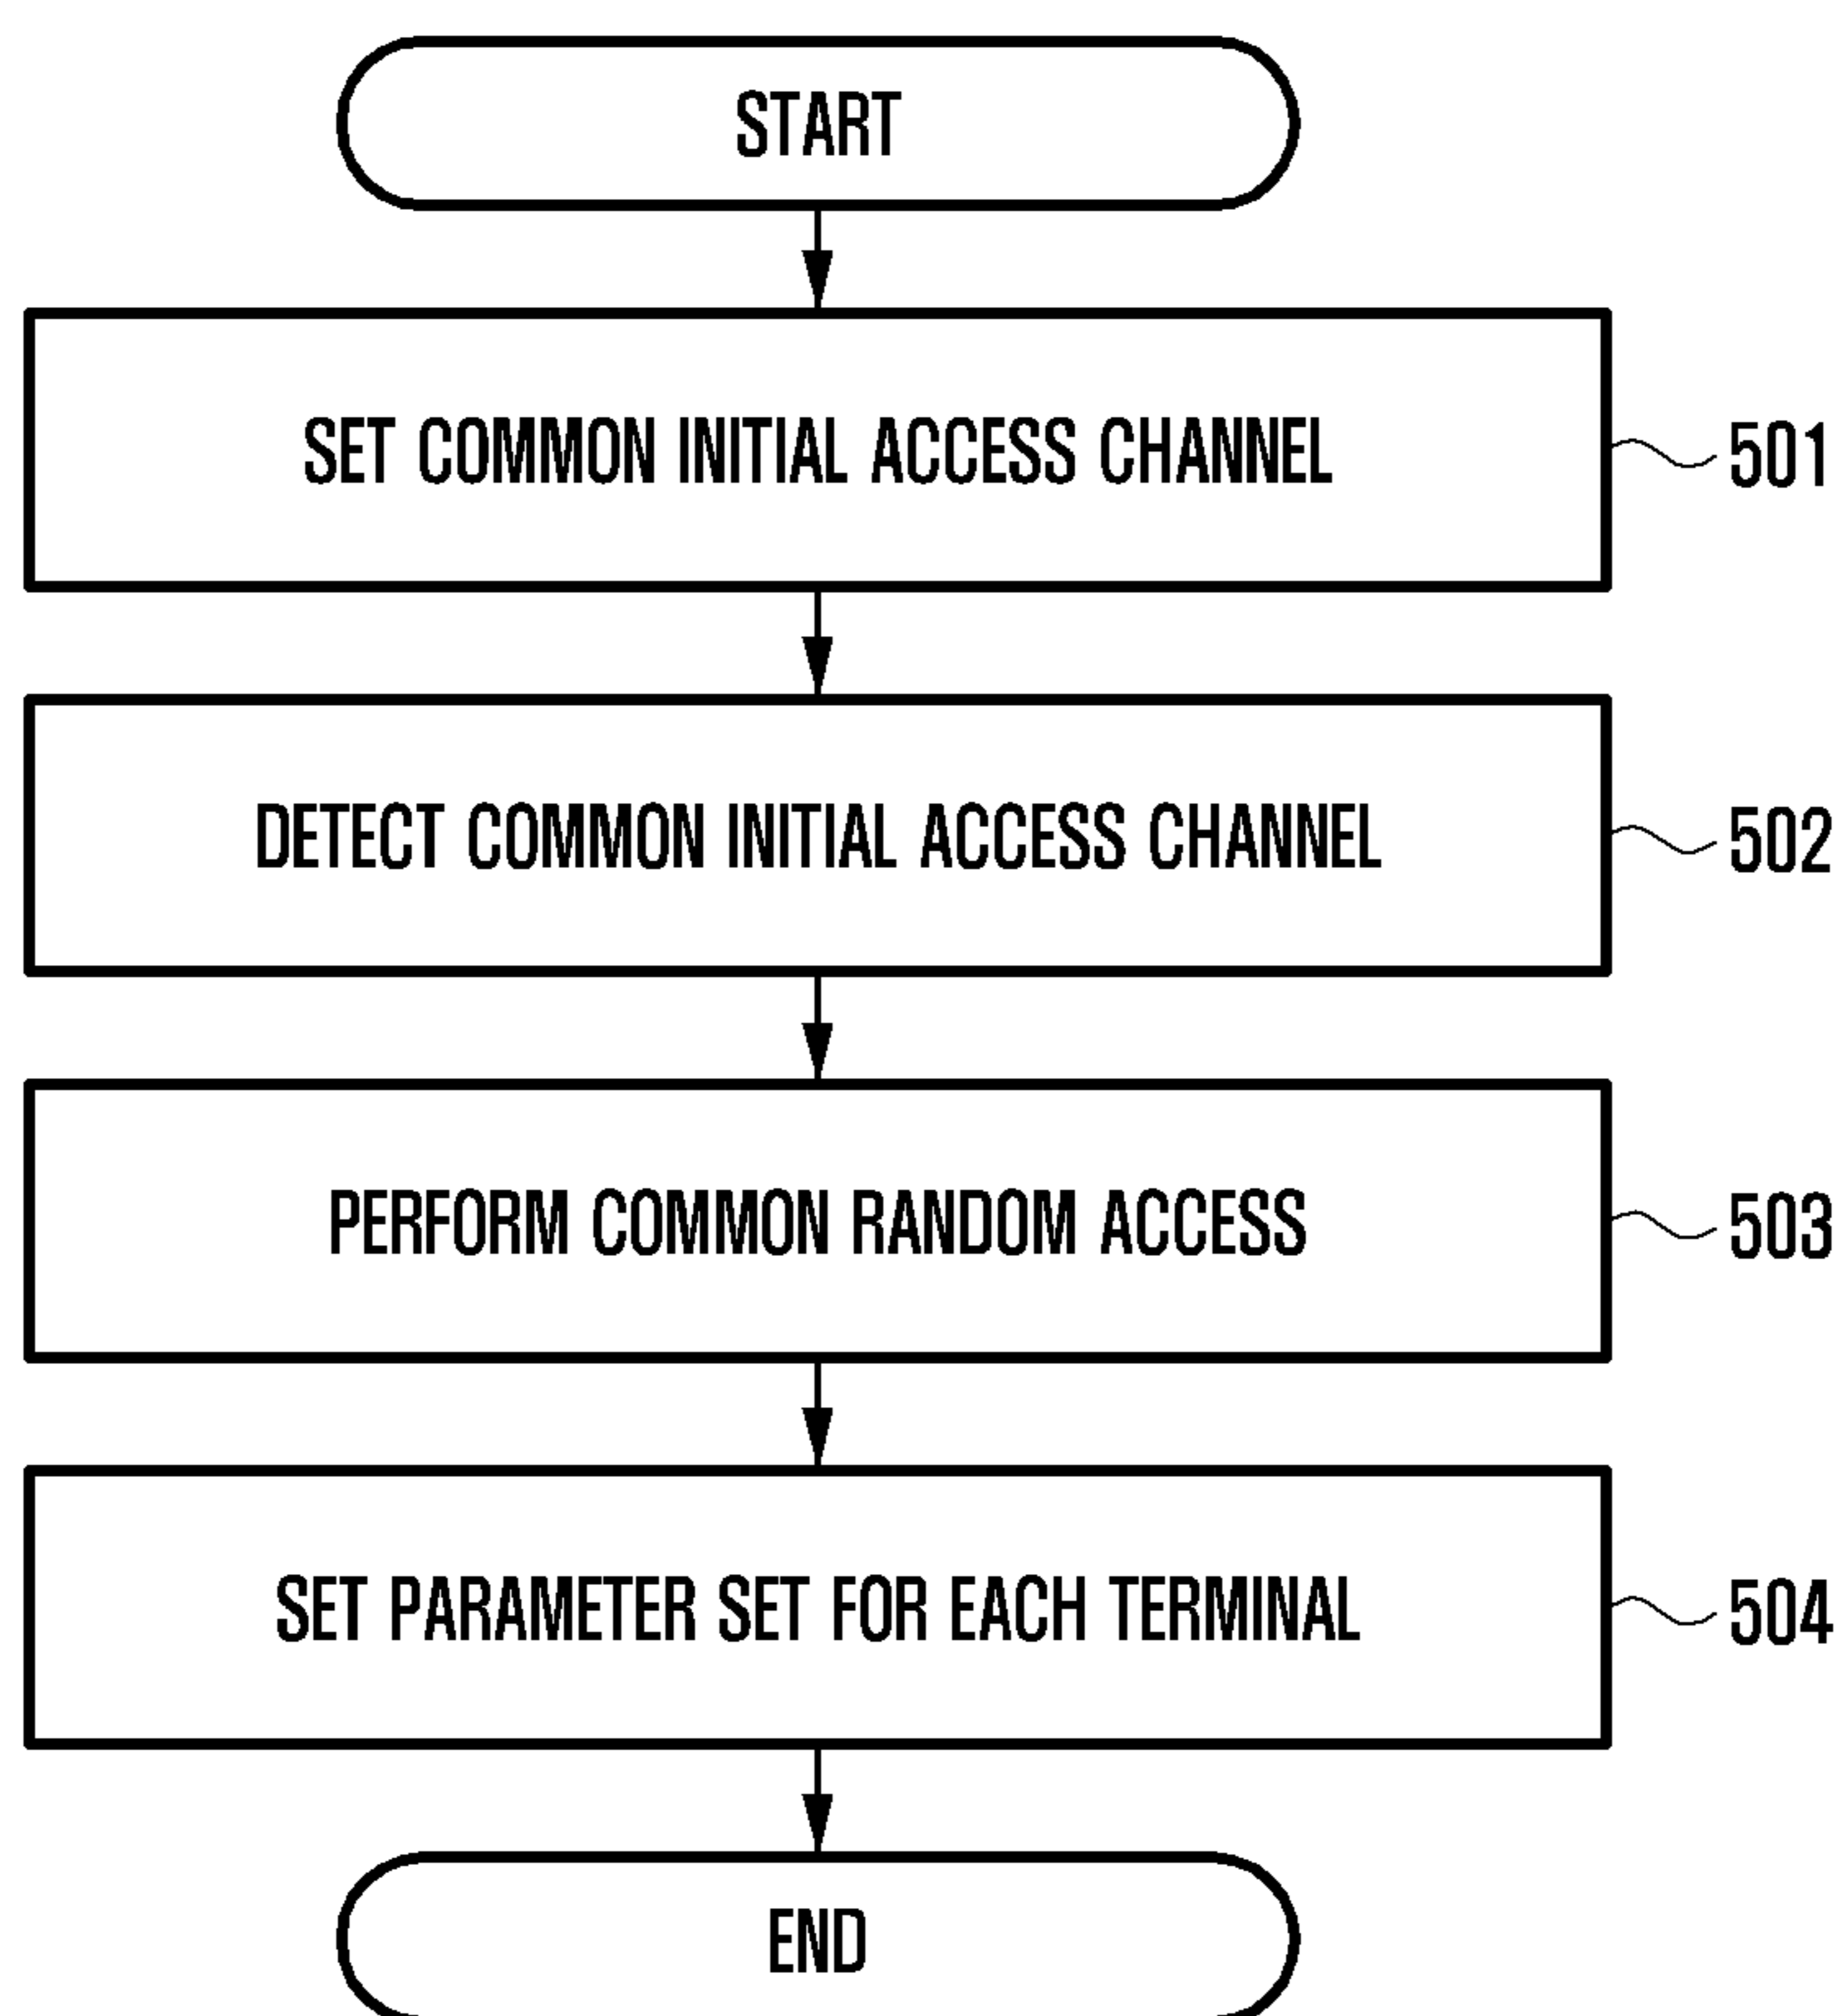 START
SET COMMON INITIAL ACCESS CHANNEL
501
DETECT COMMON INITIAL ACCESS CHANNEL
502
PERFORM COMMON RANDOM ACCESS
503
SET PARAMETER SET FOR EACH TERMINAL
504
END